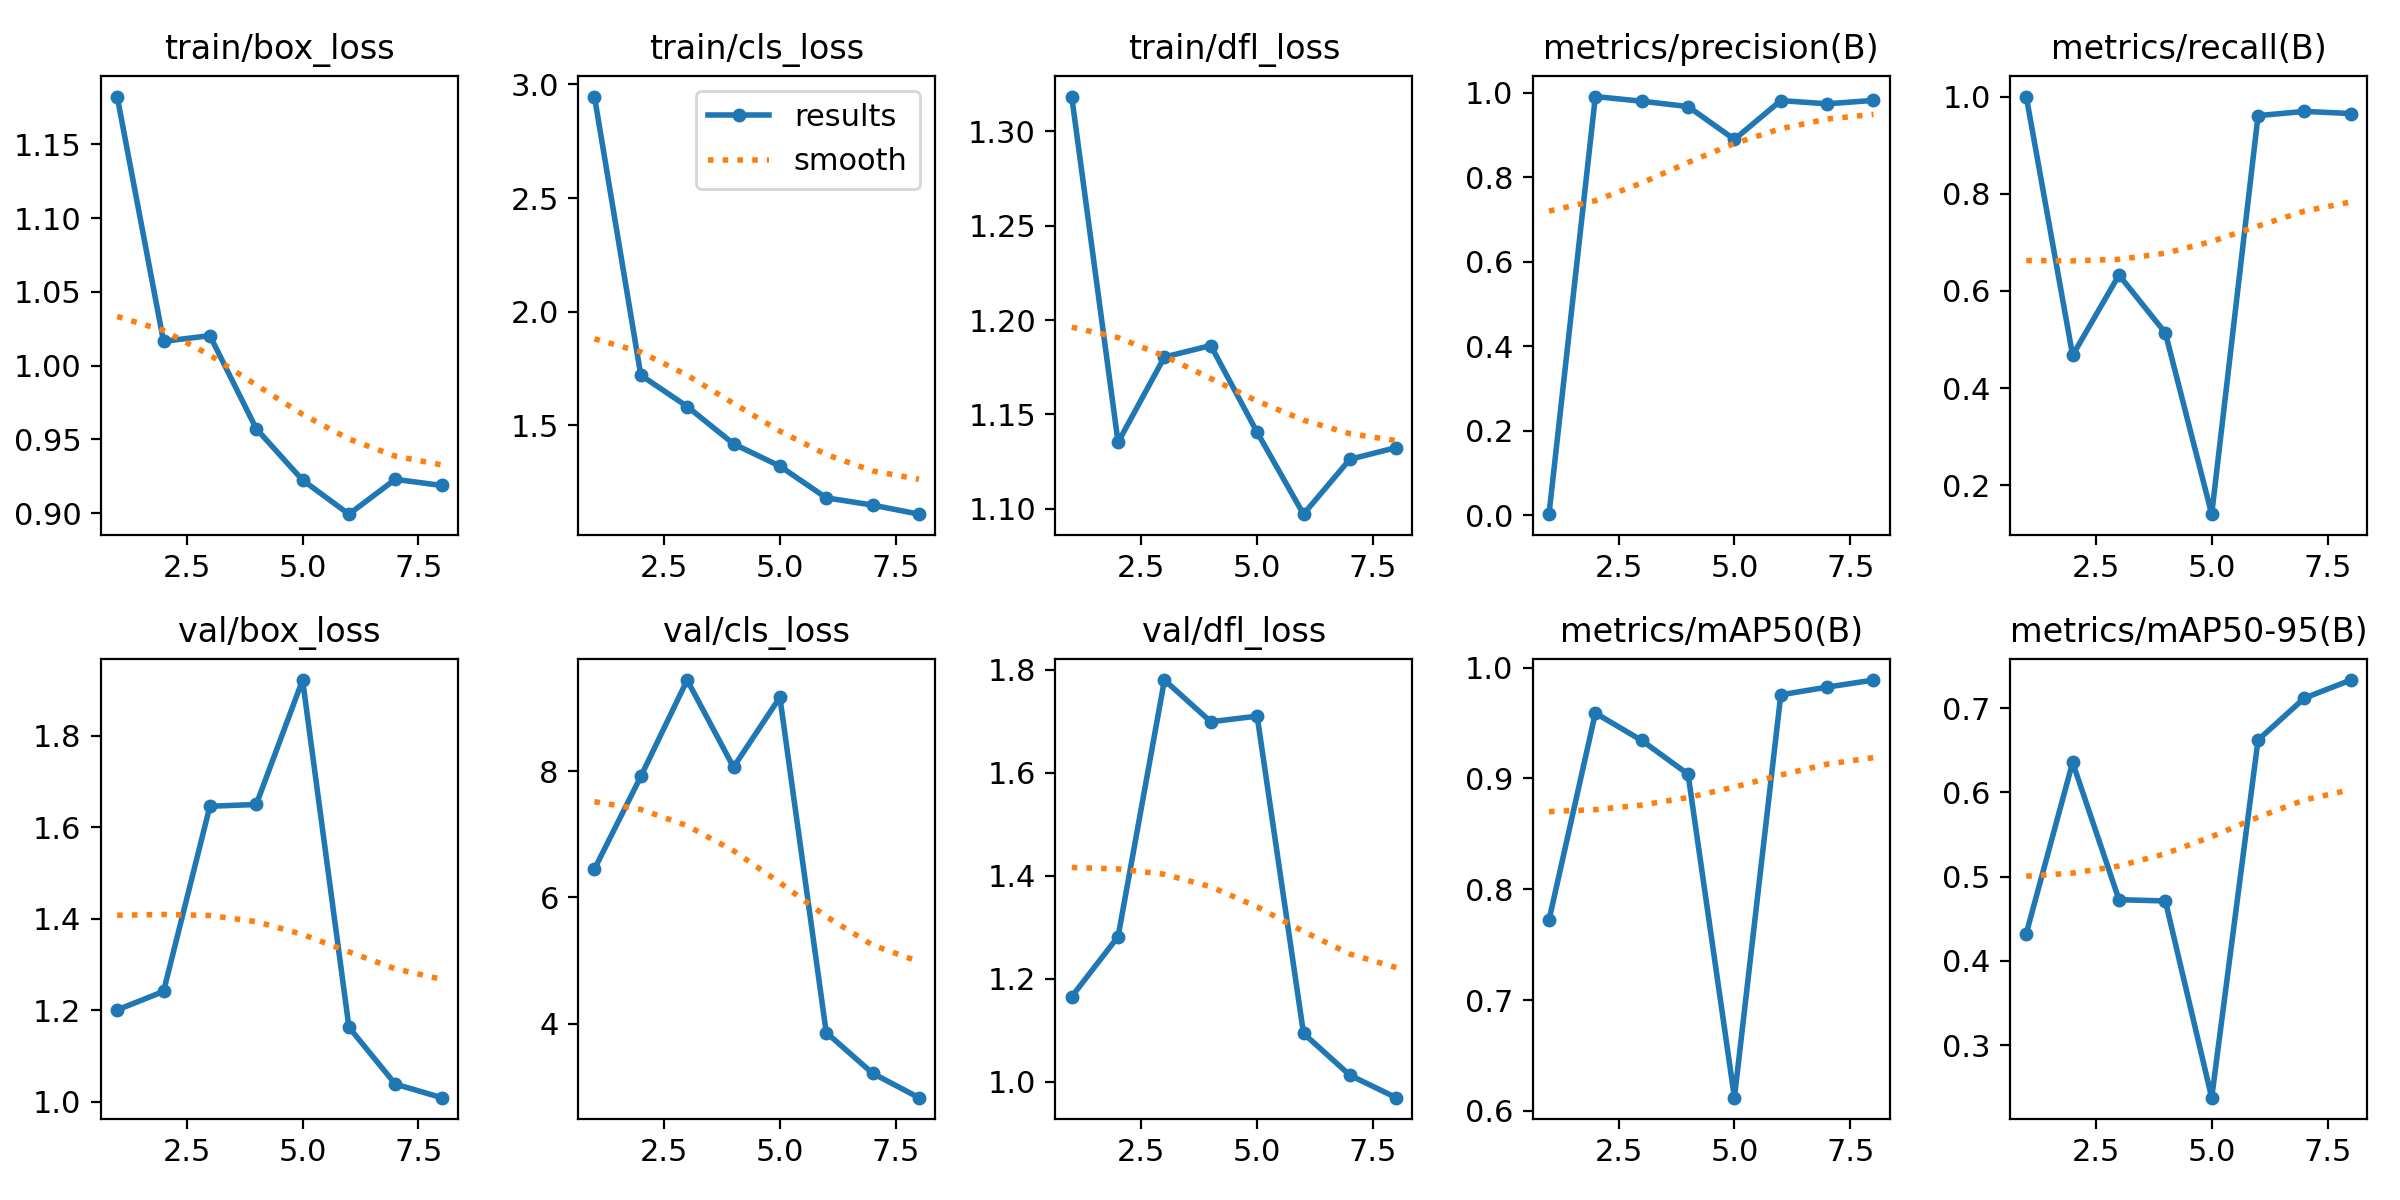 train/box_loss
train/cls_loss
train/dfl_loss
metrics/precision(B)
metrics/recall(B)
1.15
1.10
1.05
1.00
0.95
0.90
2.5 5.0 7.5
3.0
2.5
2.0
1.5
results
smooth
2.5 5.0 7.5
1.30
1.25
1.20
1.15
1.10
2.5 5.0 7.5
1.0
0.8
0.6
0.4
0.2
0.0
2.5 5.0 7.5
1.0
0.8
0.6
0.4
0.2
2.5 5.0 7.5
val/box_loss
val/cls_loss
val/dfl_loss
metrics/mAP50(B)
metrics/mAP50-95(B)
1.8
1.6
1.4
1.2
1.0
2.5 5.0 7.5
8
6
4
2.5 5.0 7.5
1.8
1.6
1.4
1.2
1.0
2.5 5.0 7.5
1.0
0.9
0.8
0.7
0.6
2.5 5.0 7.5
0.7
0.6
0.5
0.4
0.3
2.5 5.0 7.5